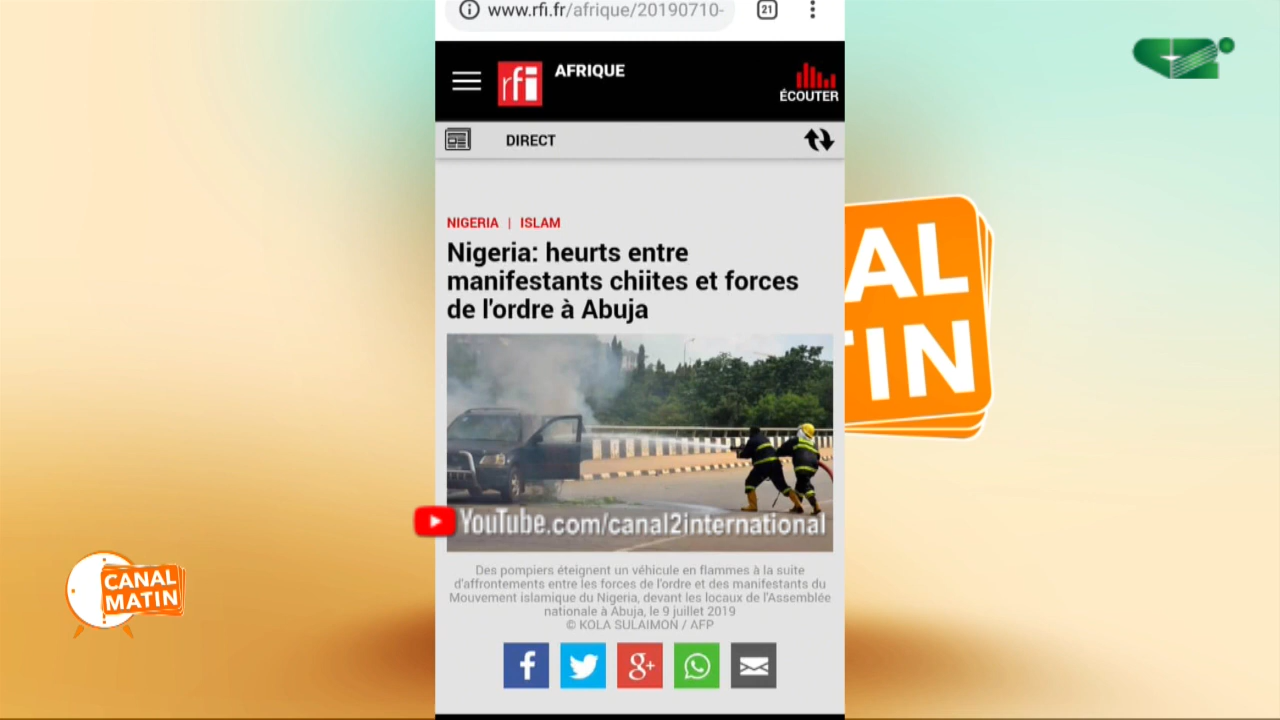 www.rfi.fr/afrique/20190710-
21
rfi
AFRIQUE
ÉCOUTER
DIRECT
NIGERIA | ISLAM
Nigeria: heurts entre
manifestants chiites et forces
de l'ordre à Abuja
YouTube.com/canal2international
Des pompiers éteignent un véhicule en flammes à la suite
d'affrontements entre les forces de l'ordre et des manifestants du
Mouvement islamique du Nigeria, devant les locaux de l'Assemblée
nationale à Abuja, le 9 juillet 2019
© KOLA SULAIMON / AFP
f
g+
AL
TIN
CANAL
MATIN